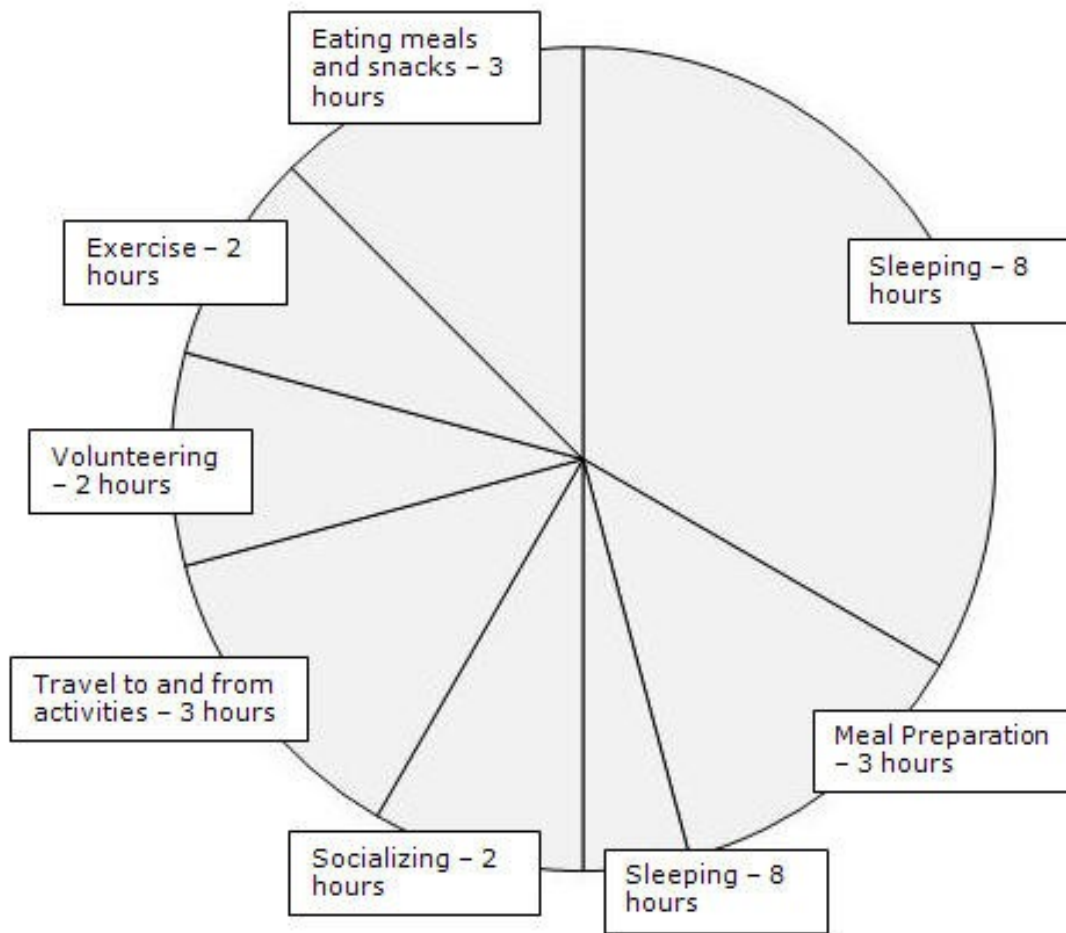 Eating meals
and snacks – 3
hours
Sleeping – 8
hours
Exercise – 2
hours
Volunteering
– 2 hours
Travel to and from
activities – 3 hours
Meal Preparation
– 3 hours
Socializing – 2
hours
Sleeping – 8
hours